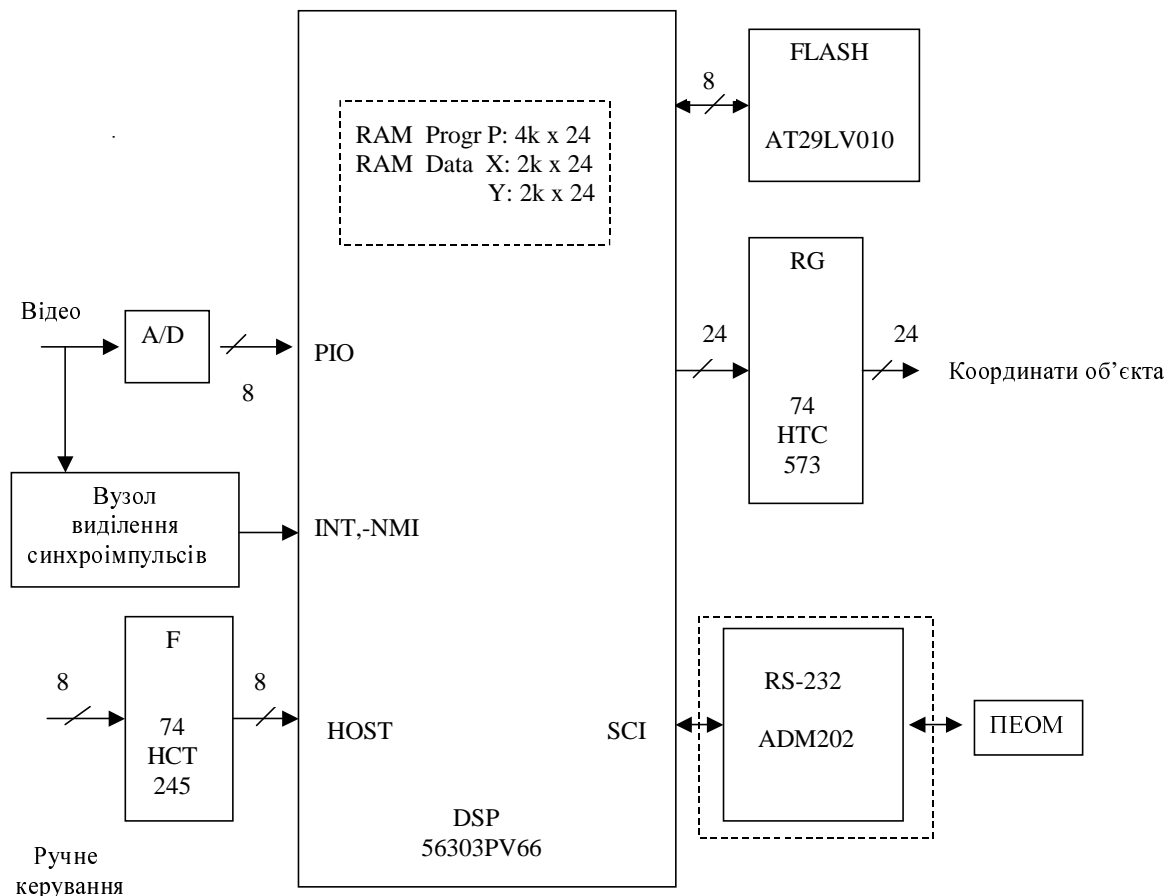 FLASH
8
AT29LV010
RAM Progr P: 4k x 24
RAM Data X: 2k x 24
Y: 2k x 24
RG
24
24
Координати об’єкта
74
HTC
573
Відео
A/D
8
PIO
Вузол
виділення
синхроімпульсів
INT,-NMI
F
8
8
74
HCT
245
HOST
SCI
RS-232
ADM202
ПЕОМ
DSP
56303PV66
Ручне
керування